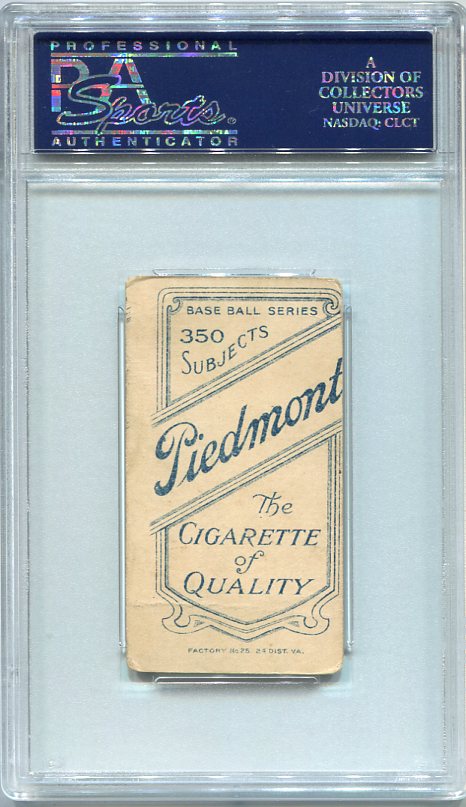 PROFESSIONAL
PSA
Sports.
AUTHENTICATOR
A
DIVISION OF
COLLECTORS
UNIVERSE
NASDAQ: CLCT
BASE BALL SERIES
350
SUBJECTS
Piedmont
The
CIGARETTE
of
QUALITY
FACTORY No 25. 2d DIST. VA.